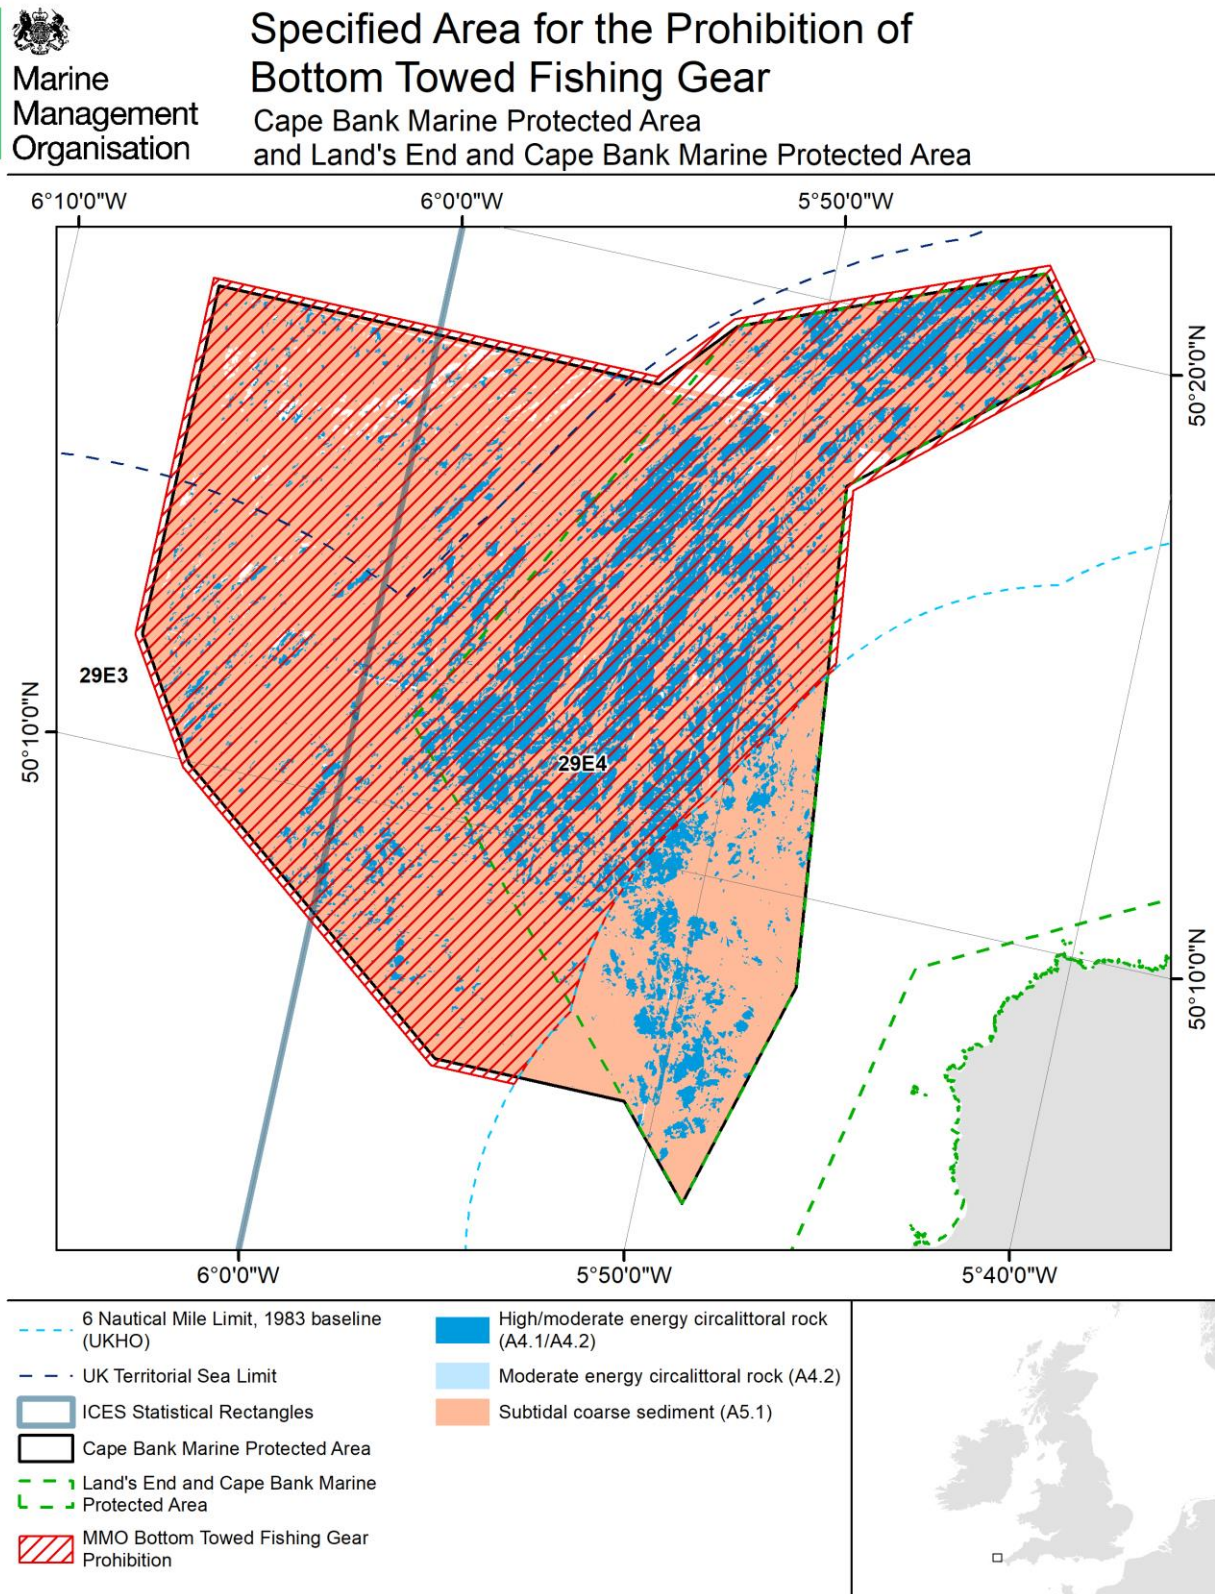 Marine
Management
Organisation
Specified Area for the Prohibition of
Bottom Towed Fishing Gear
Cape Bank Marine Protected Area
and Land's End and Cape Bank Marine Protected Area
6°10'0"W
6°0'0"W
5°50'0"W
50°20'0"N
29E3
50°10'0"N
29E4
50°10'0"N
6°0'0"W
5°50'0"W
5°40'0"W
6 Nautical Mile Limit, 1983 baseline
(UKHO)
UK Territorial Sea Limit
ICES Statistical Rectangles
Cape Bank Marine Protected Area
Land's End and Cape Bank Marine
Protected Area
MMO Bottom Towed Fishing Gear
Prohibition
High/moderate energy circalittoral rock
(A4.1/A4.2)
Moderate energy circalittoral rock (A4.2)
Subtidal coarse sediment (A5.1)